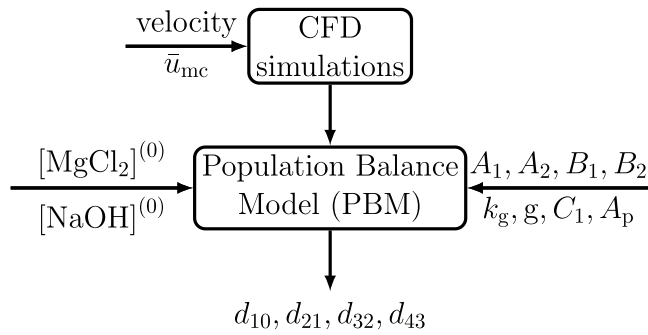 velocity
ū_mc
CFD
simulations
[MgCl₂]⁽⁰⁾
[NaOH]⁽⁰⁾
Population Balance
Model (PBM)
A₁, A₂, B₁, B₂
k_g, g, C₁, A_p
d₁₀, d₂₁, d₃₂, d₄₃